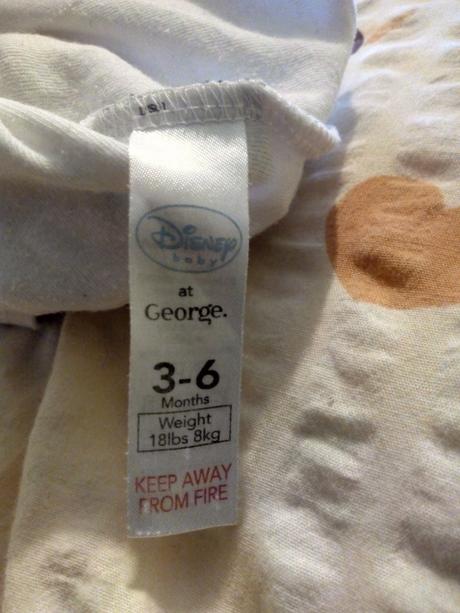 Disney
baby
at
George.
3-6
Months
Weight
18lbs 8kg
KEEP AWAY
FROM FIRE